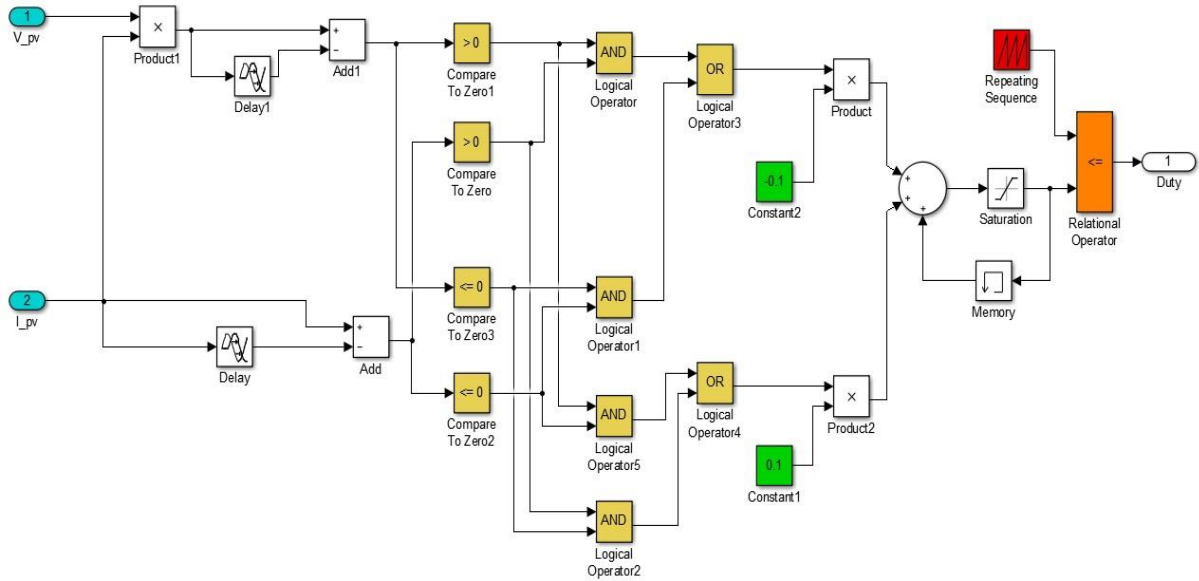 1
V_pv
×
Product1
Delay1
+
−
Add1
> 0
Compare
To Zero1
AND
Logical
Operator
OR
Logical
Operator3
×
Product
Repeating
Sequence
> 0
Compare
To Zero
-0.1
Constant2
+
+
+
Saturation
<=
Relational
Operator
1
Duty
2
I_pv
Delay
+
−
Add
<= 0
Compare
To Zero3
AND
Logical
Operator1
Memory
<= 0
Compare
To Zero2
AND
Logical
Operator5
OR
Logical
Operator4
×
Product2
0.1
Constant1
AND
Logical
Operator2